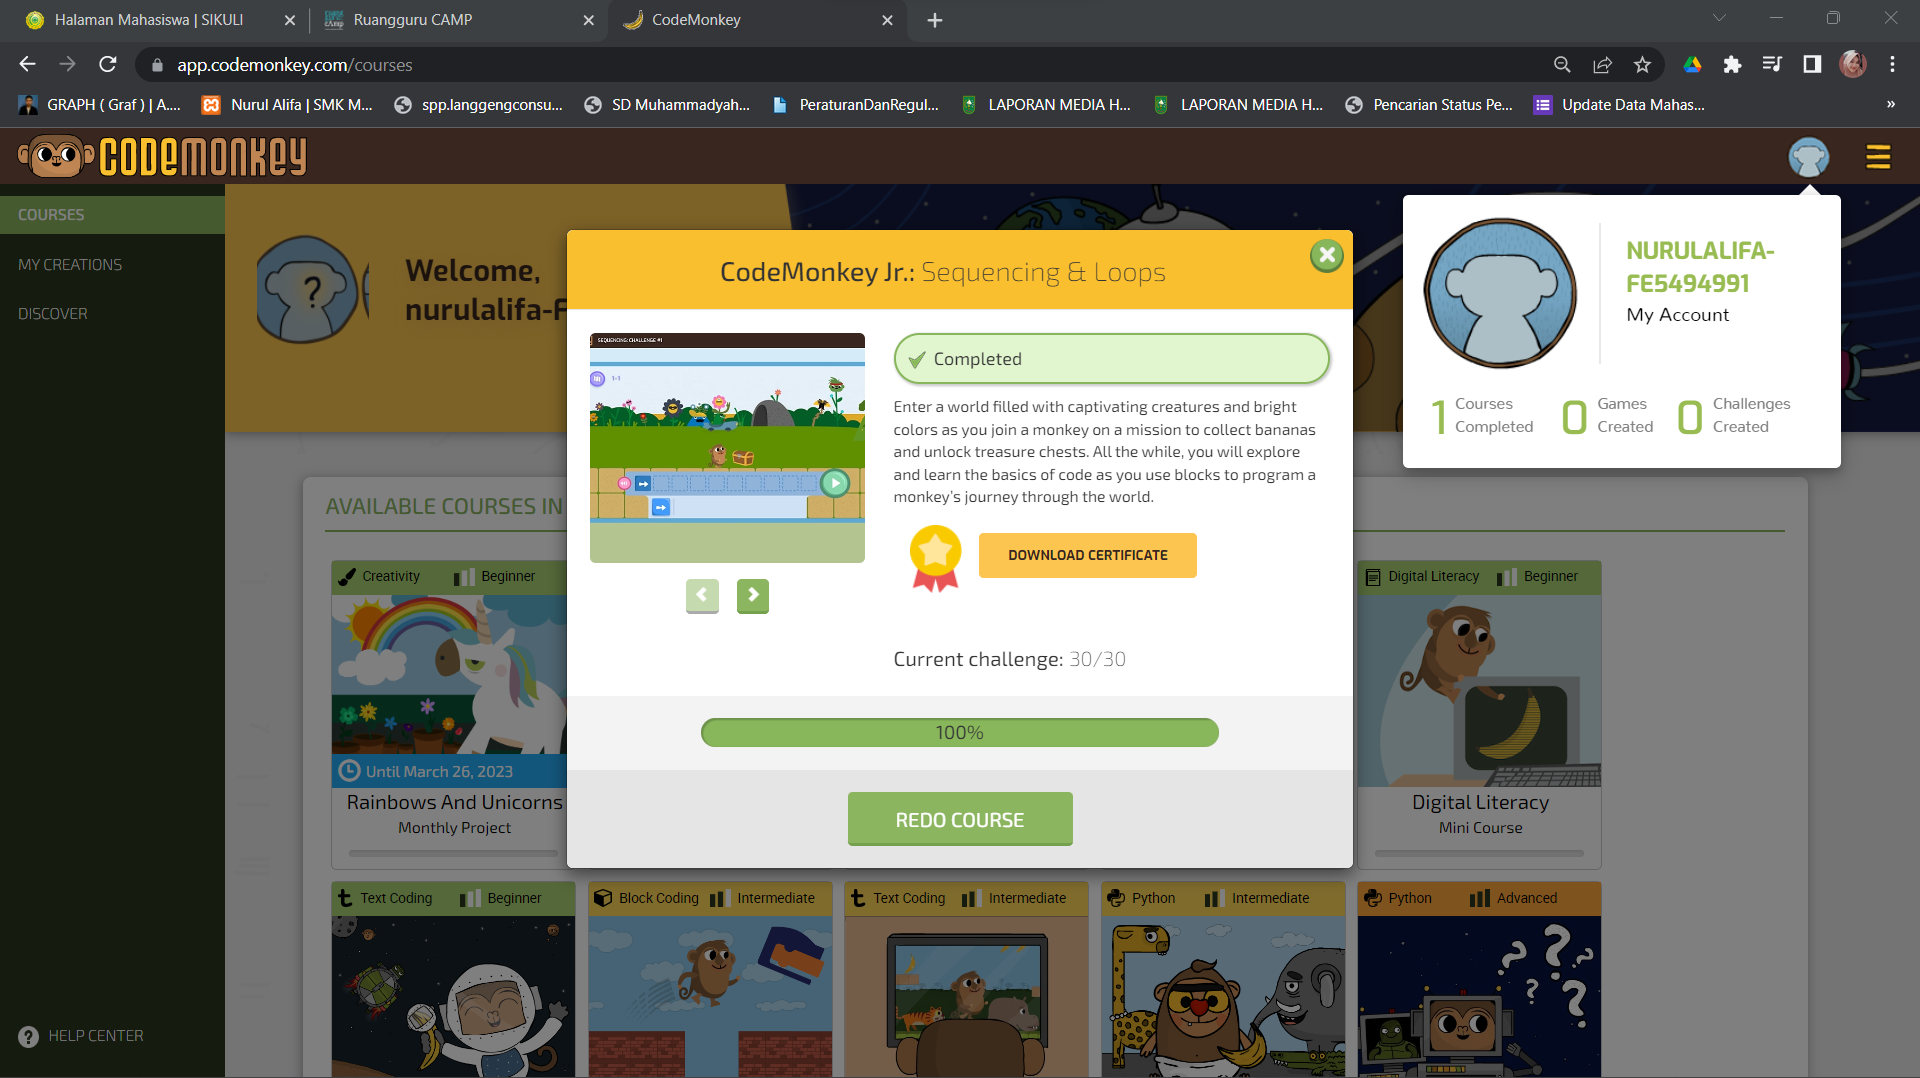 Halaman Mahasiswa | SIKULI
Ruangguru CAMP
CodeMonkey
app.codemonkey.com/courses
GRAPH ( Graf ) | A....
Nurul Alifa | SMK M...
spp.langgengconsu...
SD Muhammadyah...
PeraturanDanRegul...
LAPORAN MEDIA H...
LAPORAN MEDIA H...
Pencarian Status Pe...
Update Data Mahas...
»
CODEMONKEY
COURSES
MY CREATIONS
DISCOVER
HELP CENTER
Welcome,
nurulalifa-F
NURULALIFA-
FE5494991
My Account
1 Courses Completed
0 Games Created
0 Challenges Created
CodeMonkey Jr.: Sequencing & Loops
SEQUENCING: CHALLENGE #1
1-1
Completed
Enter a world filled with captivating creatures and bright
colors as you join a monkey on a mission to collect bananas
and unlock treasure chests. All the while, you will explore
and learn the basics of code as you use blocks to program a
monkey's journey through the world.
DOWNLOAD CERTIFICATE
Current challenge: 30/30
100%
REDO COURSE
AVAILABLE COURSES IN
Creativity Beginner
Until March 26, 2023
Rainbows And Unicorns
Monthly Project
Digital Literacy Beginner
Digital Literacy
Mini Course
Text Coding Beginner
Block Coding Intermediate
Text Coding Intermediate
Python Intermediate
Python Advanced